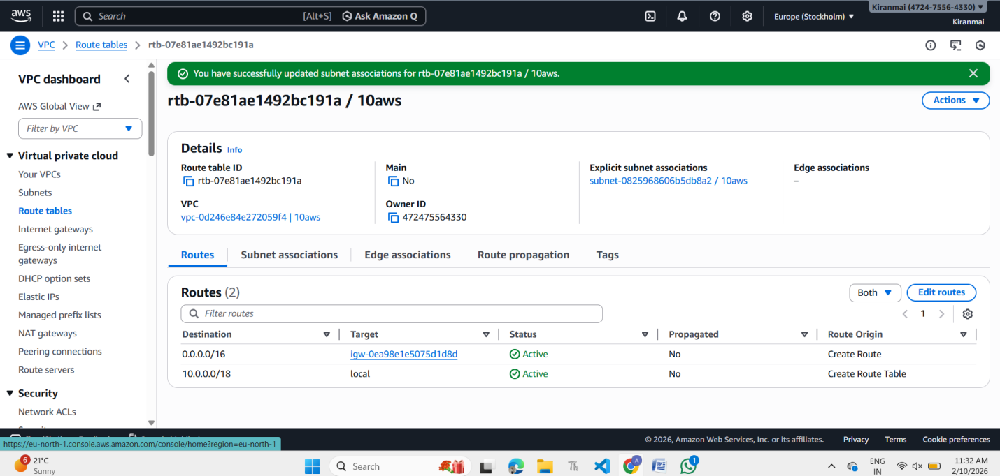 aws
Search [Alt+S] Ask Amazon Q Europe (Stockholm) Kiranmai (4724-7556-4330)
Kiranmai
VPC Route tables rtb-07e81ae1492bc191a
VPC dashboard
AWS Global View
Filter by VPC
Virtual private cloud
Your VPCs
Subnets
Route tables
Internet gateways
Egress-only internet
gateways
DHCP option sets
Elastic IPs
Managed prefix lists
NAT gateways
Peering connections
Route servers
Security
Network ACLs
You have successfully updated subnet associations for rtb-07e81ae1492bc191a / 10aws.
rtb-07e81ae1492bc191a / 10aws
Actions
Details Info
Route table ID
rtb-07e81ae1492bc191a
Main
No
Explicit subnet associations
subnet-0825968606b5db8a2 / 10aws
Edge associations
–
VPC
vpc-0d246e84e272059f4 | 10aws
Owner ID
472475564330
Routes Subnet associations Edge associations Route propagation Tags
Routes (2)
Both Edit routes
Filter routes
1
Destination Target Status Propagated Route Origin
0.0.0.0/16 igw-0ea98e1e5075d1d8d Active No Create Route
10.0.0.0/18 local Active No Create Route Table
https://eu-north-1.console.aws.amazon.com/console/home?region=eu-north-1
© 2026, Amazon Web Services, Inc. or its affiliates. Privacy Terms Cookie preferences
6
21°C
Sunny
Search
Th
A
1
ENG
IN
11:32 AM
2/10/2026